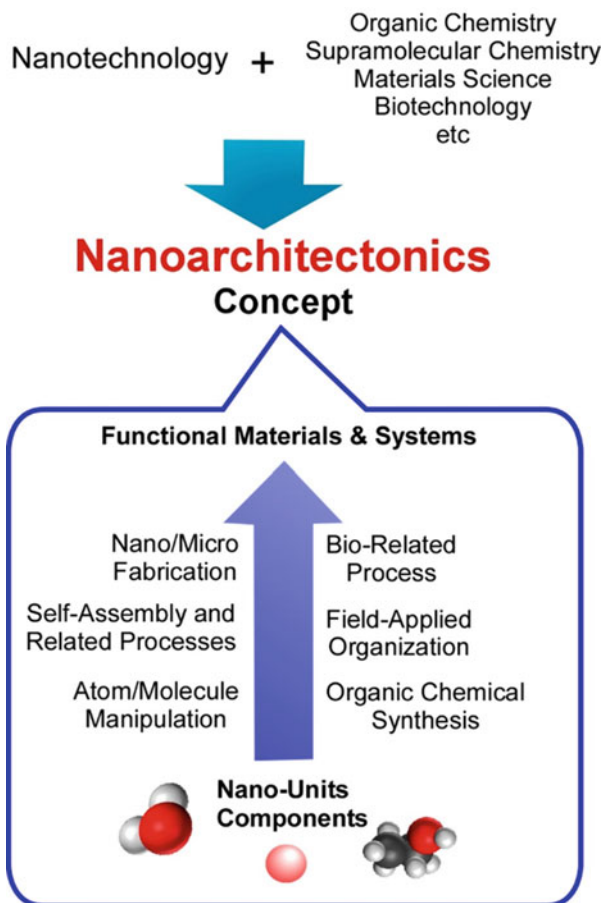 Nanotechnology +
Organic Chemistry
Supramolecular Chemistry
Materials Science
Biotechnology
etc
Nanoarchitectonics
Concept
Functional Materials & Systems
Nano/Micro
Fabrication
Bio-Related
Process
Self-Assembly and
Related Processes
Field-Applied
Organization
Atom/Molecule
Manipulation
Organic Chemical
Synthesis
Nano-Units
Components